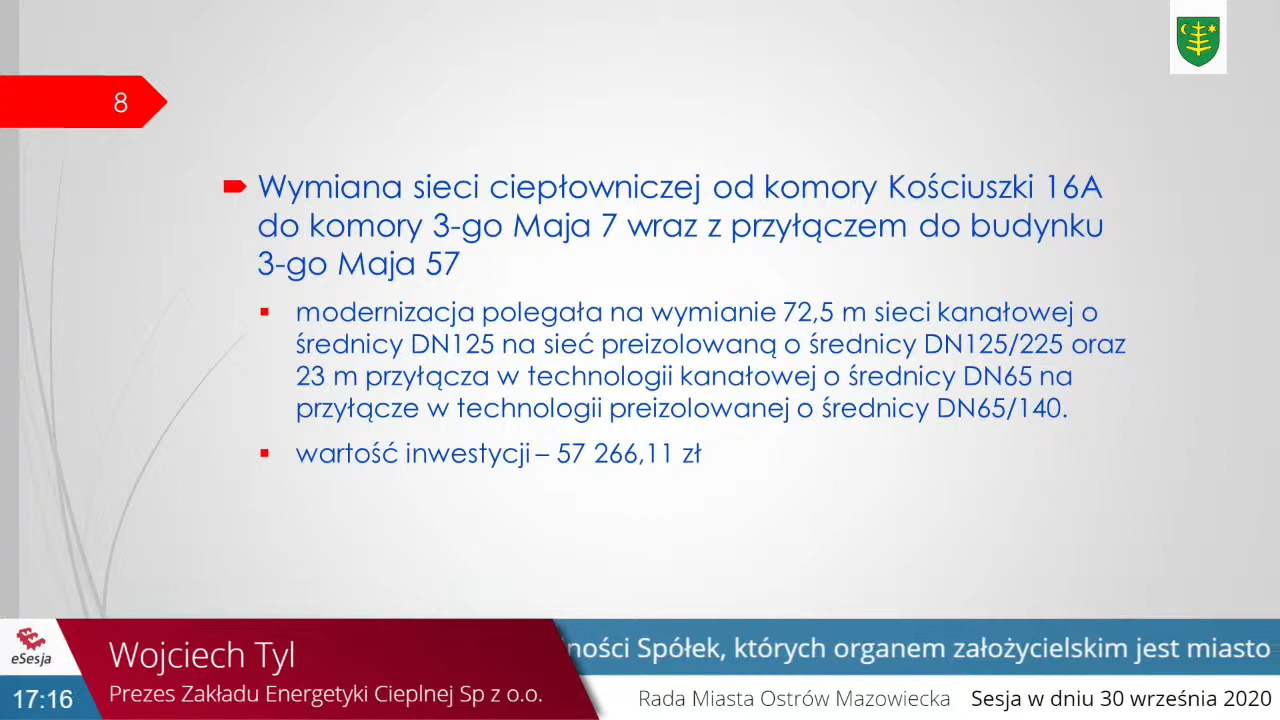 8
Wymiana sieci ciepłowniczej od komory Kościuszki 16A
do komory 3-go Maja 7 wraz z przyłączem do budynku
3-go Maja 57
modernizacja polegała na wymianie 72,5 m sieci kanałowej o
średnicy DN125 na sieć preizolowaną o średnicy DN125/225 oraz
23 m przyłącza w technologii kanałowej o średnicy DN65 na
przyłącze w technologii preizolowanej o średnicy DN65/140.
wartość inwestycji – 57 266,11 zł
eSesja
17:16
Wojciech Tyl
Prezes Zakładu Energetyki Cieplnej Sp z o.o.
ności Spółek, których organem założycielskim jest miasto
Rada Miasta Ostrów Mazowiecka Sesja w dniu 30 września 2020